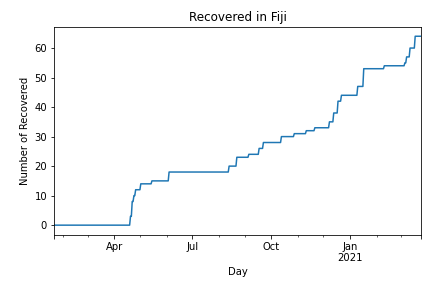 Recovered in Fiji
Number of Recovered
60
50
40
30
20
10
0
Apr
Jul
Oct
Jan
2021
Day